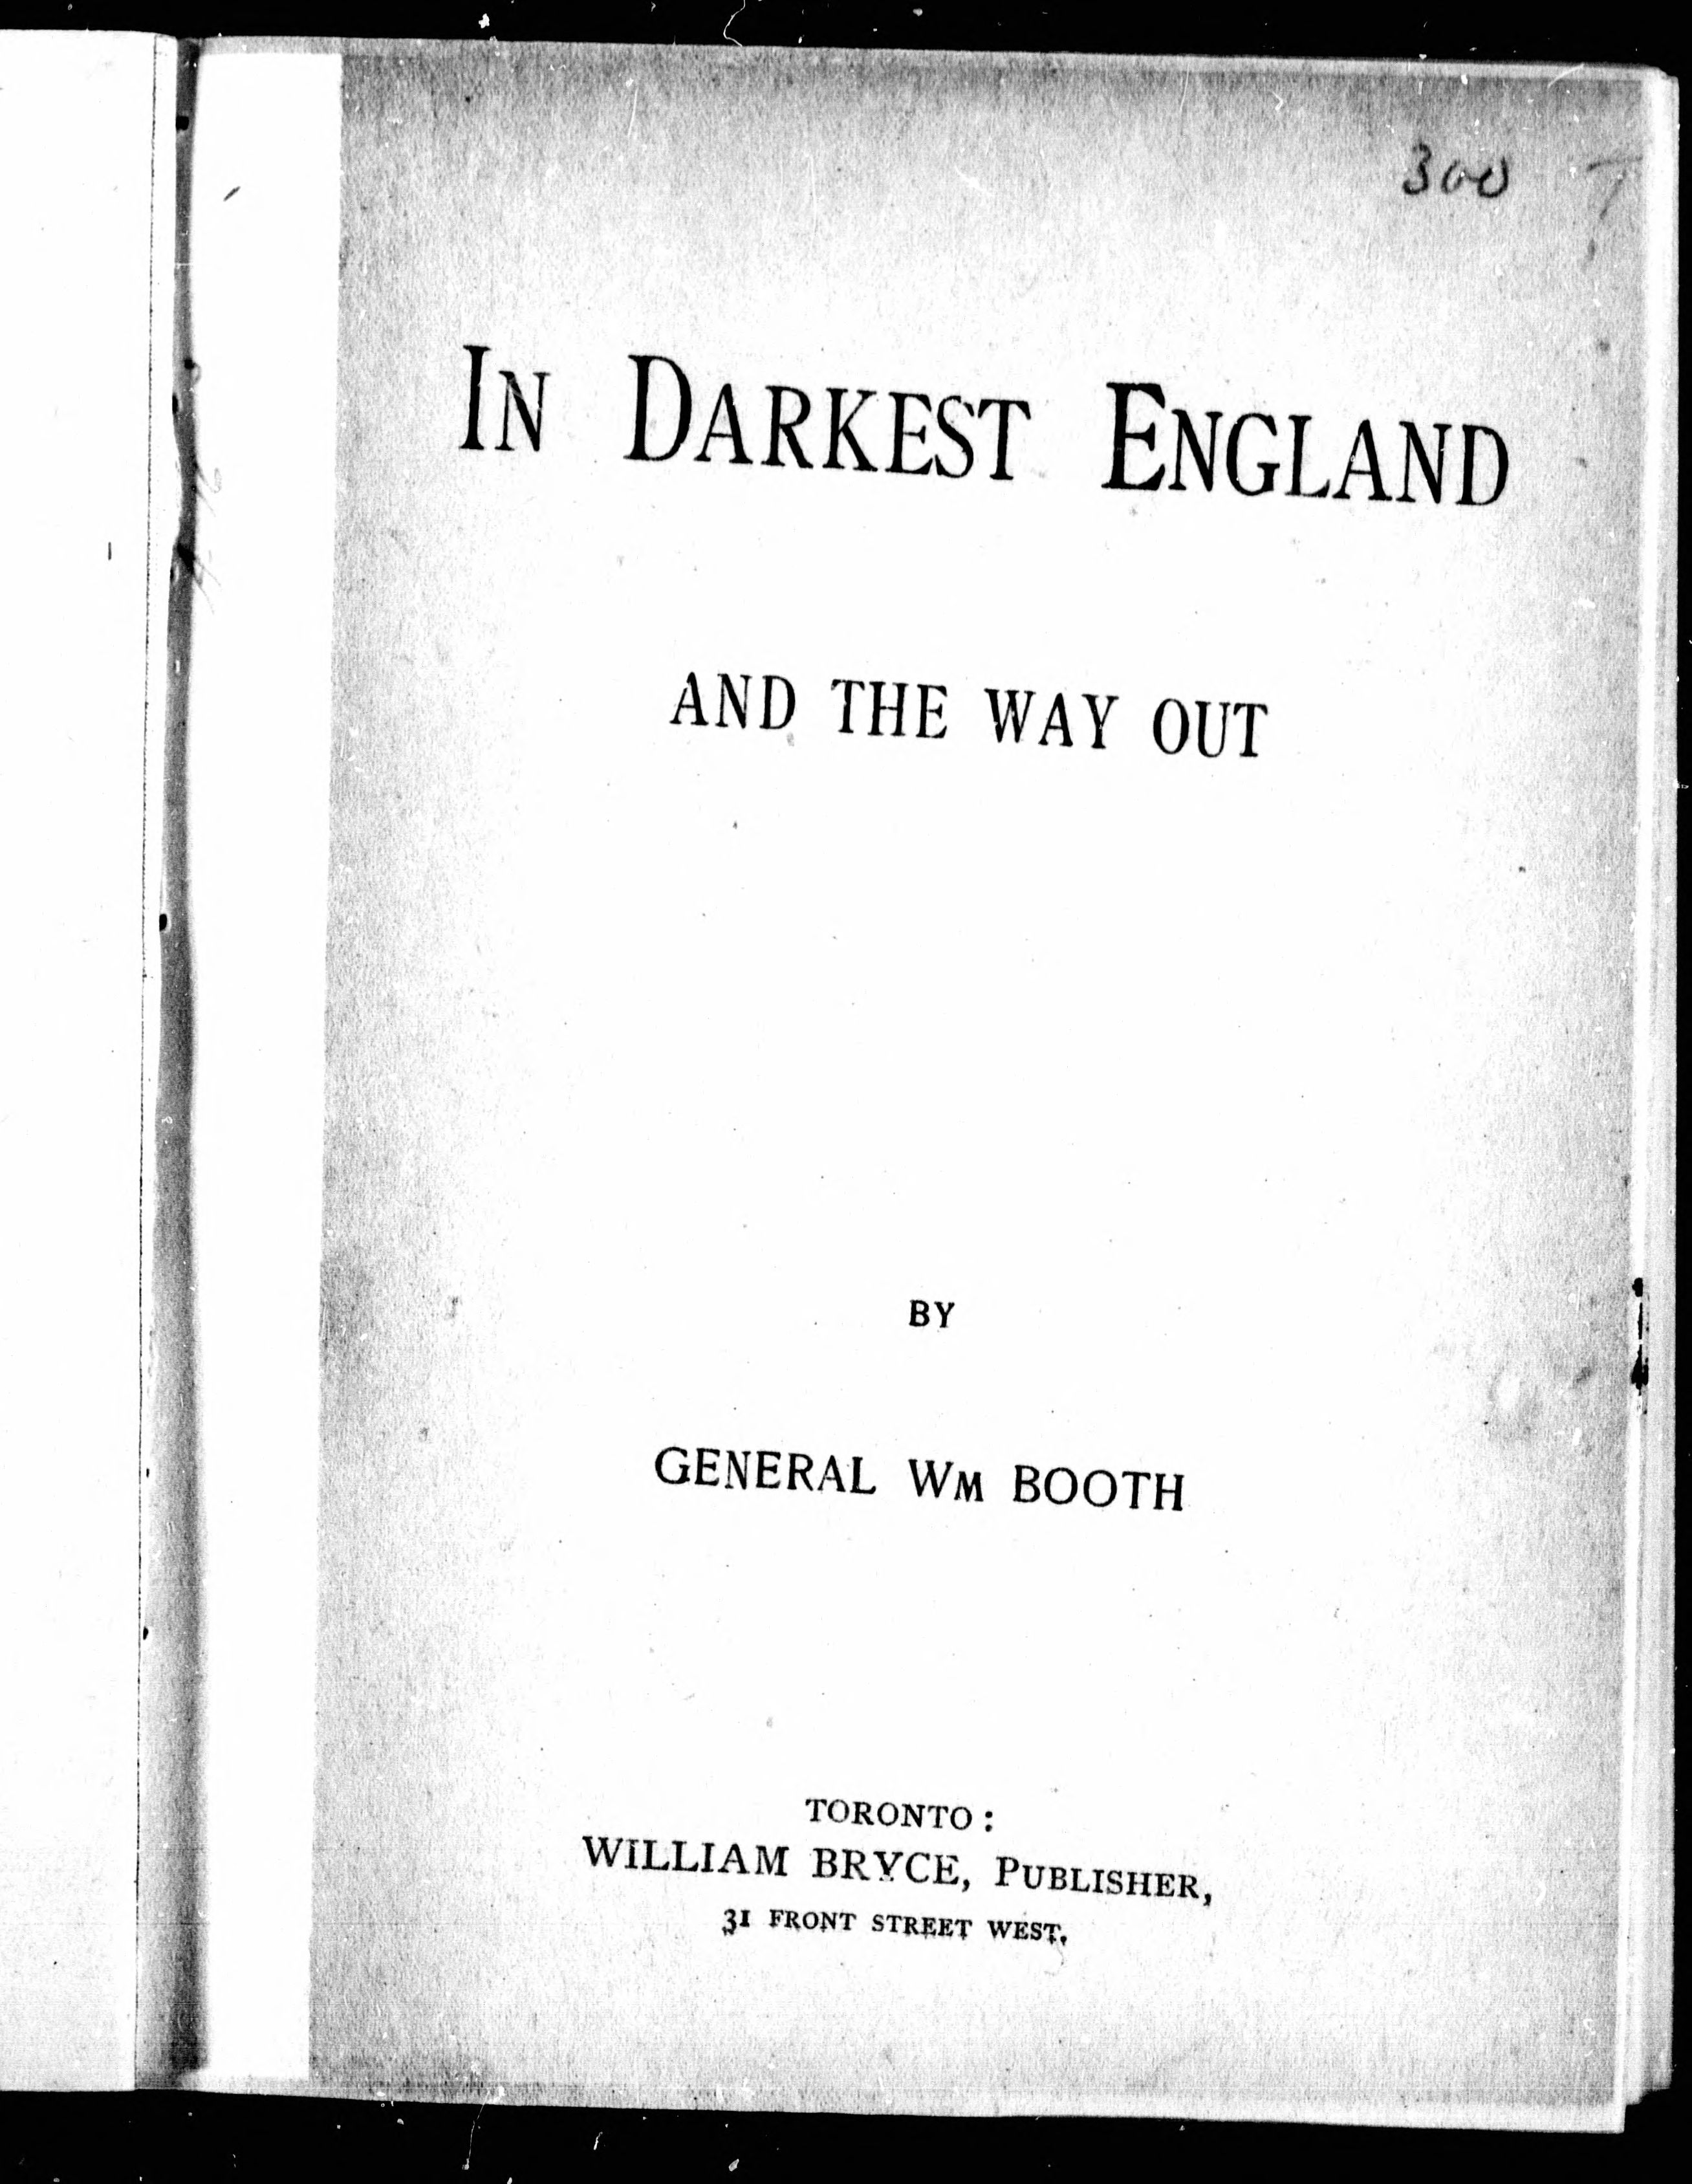 300
IN DARKEST ENGLAND
AND THE WAY OUT
BY
GENERAL WM BOOTH
TORONTO :
WILLIAM BRYCE, PUBLISHER,
31 FRONT STREET WEST.